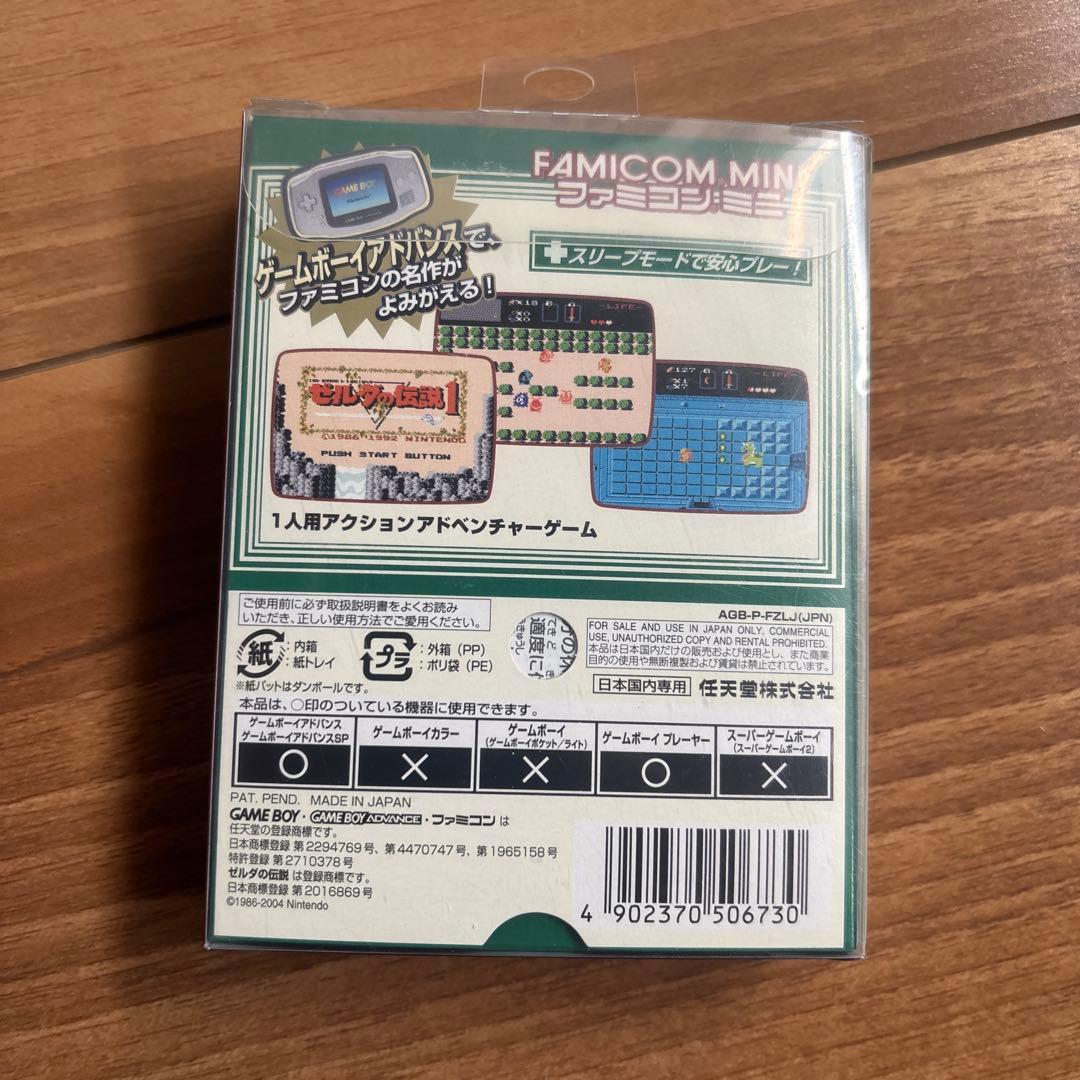 FAMICOM MINI
ファミコンミニ
GAME BOY
Nintendo
ゲームボーイアドバンスで、
ファミコンの名作が
よみがえる!
スリープモードで安心プレー!
X15 B A
-LIFE-
X0
X0
ゼルダの伝説1
©1986 1992 NINTENDO
PUSH START BUTTON
127 B A
-LIFE-
X1
X7
1人用アクションアドベンチャーゲーム
ご使用前に必ず取扱説明書をよくお読み
いただき、正しい使用方法でご愛用ください。
紙
:内箱
:紙トレイ
プラ
:外箱(PP)
:ポリ袋(PE)
※紙パットはダンボールです。
AGB-P-FZLJ(JPN)
FOR SALE AND USE IN JAPAN ONLY. COMMERCIAL
USE, UNAUTHORIZED COPY AND RENTAL PROHIBITED.
本品は日本国内だけの販売および使用とし、また商業
目的の使用や無断複製および賃貸は禁止されています。
日本国内専用 任天堂株式会社
本品は、○印のついている機器に使用できます。
ゲームボーイアドバンス
ゲームボーイアドバンスSP
○
ゲームボーイカラー
×
ゲームボーイ
(ゲームボーイポケット/ライト)
×
ゲームボーイ プレーヤー
○
スーパーゲームボーイ
(スーパーゲームボーイ2)
×
PAT. PEND. MADE IN JAPAN
GAME BOY・GAME BOY ADVANCE・ファミコン は
任天堂の登録商標です。
日本商標登録 第2294769号、第4470747号、第1965158号
特許登録 第2710378号
ゼルダの伝説 は登録商標です。
日本商標登録 第2016869号
©1986-2004 Nintendo
4 902370 506730